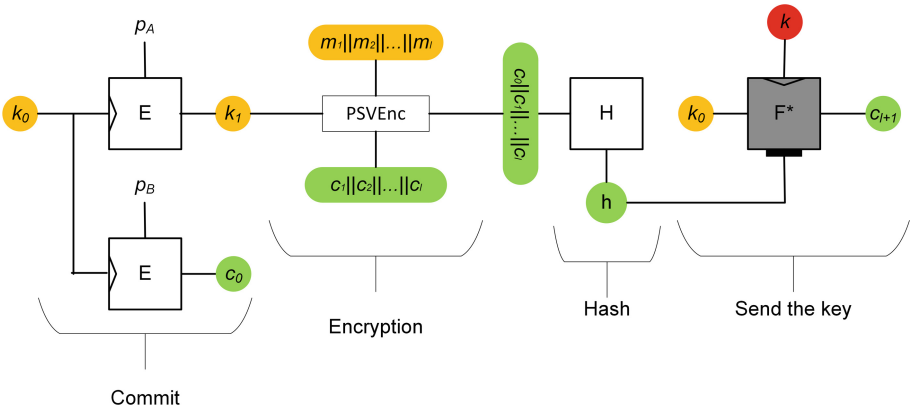 p_A
k_0
E
k_1
m_1||m_2||...||m_l
PSVEnc
c_1||c_2||...||c_l
c_0||c_1||...||c_l
H
h
k
k_0
F*
c_{l+1}
p_B
E
c_0
Commit
Encryption
Hash
Send the key